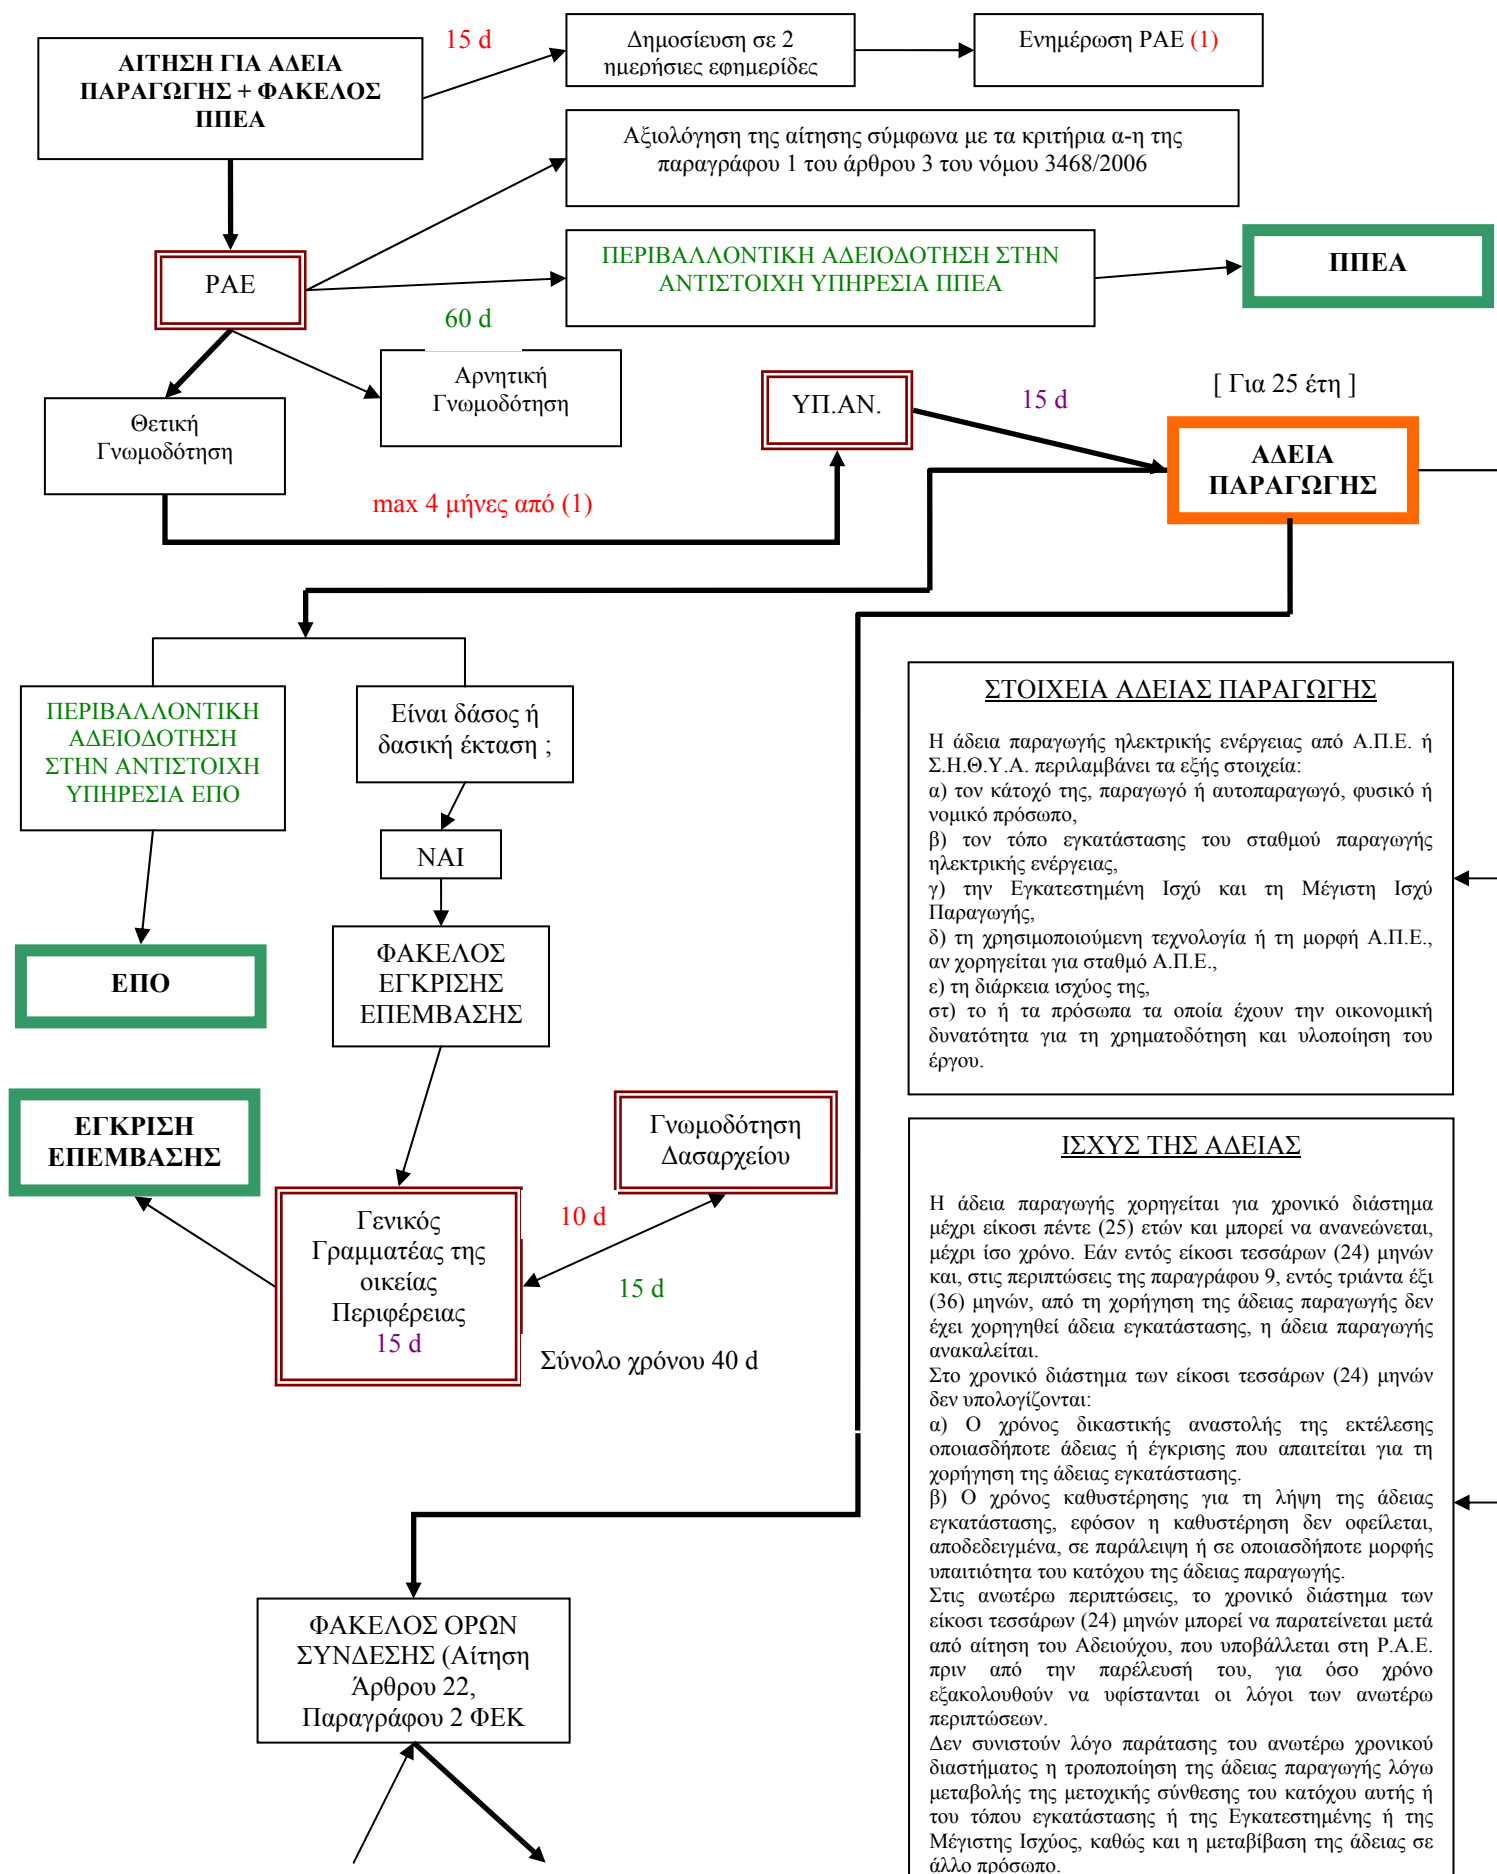 15 d
ΑΙΤΗΣΗ ΓΙΑ ΑΔΕΙΑ
ΠΑΡΑΓΩΓΗΣ + ΦΑΚΕΛΟΣ
ΠΠΕΑ
Δημοσίευση σε 2
ημερήσιες εφημερίδες
Ενημέρωση ΡΑΕ (1)
Αξιολόγηση της αίτησης σύμφωνα με τα κριτήρια α-η της
παραγράφου 1 του άρθρου 3 του νόμου 3468/2006
ΡΑΕ
ΠΕΡΙΒΑΛΛΟΝΤΙΚΗ ΑΔΕΙΟΔΟΤΗΣΗ ΣΤΗΝ
ΑΝΤΙΣΤΟΙΧΗ ΥΠΗΡΕΣΙΑ ΠΠΕΑ
ΠΠΕΑ
60 d
Αρνητική
Γνωμοδότηση
Θετική
Γνωμοδότηση
ΥΠ.ΑΝ.
15 d
[ Για 25 έτη ]
ΑΔΕΙΑ
ΠΑΡΑΓΩΓΗΣ
max 4 μήνες από (1)
ΠΕΡΙΒΑΛΛΟΝΤΙΚΗ
ΑΔΕΙΟΔΟΤΗΣΗ
ΣΤΗΝ ΑΝΤΙΣΤΟΙΧΗ
ΥΠΗΡΕΣΙΑ ΕΠΟ
Είναι δάσος ή
δασική έκταση ;
ΝΑΙ
ΕΠΟ
ΦΑΚΕΛΟΣ
ΕΓΚΡΙΣΗΣ
ΕΠΕΜΒΑΣΗΣ
ΕΓΚΡΙΣΗ
ΕΠΕΜΒΑΣΗΣ
Γνωμοδότηση
Δασαρχείου
Γενικός
Γραμματέας της
οικείας
Περιφέρειας
15 d
10 d
15 d
Σύνολο χρόνου 40 d
ΦΑΚΕΛΟΣ ΟΡΩΝ
ΣΥΝΔΕΣΗΣ (Αίτηση
Άρθρου 22,
Παραγράφου 2 ΦΕΚ
ΣΤΟΙΧΕΙΑ ΑΔΕΙΑΣ ΠΑΡΑΓΩΓΗΣ
Η άδεια παραγωγής ηλεκτρικής ενέργειας από Α.Π.Ε. ή
Σ.Η.Θ.Υ.Α. περιλαμβάνει τα εξής στοιχεία:
α) τον κάτοχό της, παραγωγό ή αυτοπαραγωγό, φυσικό ή
νομικό πρόσωπο,
β) τον τόπο εγκατάστασης του σταθμού παραγωγής
ηλεκτρικής ενέργειας,
γ) την Εγκατεστημένη Ισχύ και τη Μέγιστη Ισχύ
Παραγωγής,
δ) τη χρησιμοποιούμενη τεχνολογία ή τη μορφή Α.Π.Ε.,
αν χορηγείται για σταθμό Α.Π.Ε.,
ε) τη διάρκεια ισχύος της,
στ) το ή τα πρόσωπα τα οποία έχουν την οικονομική
δυνατότητα για τη χρηματοδότηση και υλοποίηση του
έργου.
ΙΣΧΥΣ ΤΗΣ ΑΔΕΙΑΣ
Η άδεια παραγωγής χορηγείται για χρονικό διάστημα
μέχρι είκοσι πέντε (25) ετών και μπορεί να ανανεώνεται,
μέχρι ίσο χρόνο. Εάν εντός είκοσι τεσσάρων (24) μηνών
και, στις περιπτώσεις της παραγράφου 9, εντός τριάντα έξι
(36) μηνών, από τη χορήγηση της άδειας παραγωγής δεν
έχει χορηγηθεί άδεια εγκατάστασης, η άδεια παραγωγής
ανακαλείται.
Στο χρονικό διάστημα των είκοσι τεσσάρων (24) μηνών
δεν υπολογίζονται:
α) Ο χρόνος δικαστικής αναστολής της εκτέλεσης
οποιασδήποτε άδειας ή έγκρισης που απαιτείται για τη
χορήγηση της άδειας εγκατάστασης.
β) Ο χρόνος καθυστέρησης για τη λήψη της άδειας
εγκατάστασης, εφόσον η καθυστέρηση δεν οφείλεται,
αποδεδειγμένα, σε παράλειψη ή σε οποιασδήποτε μορφής
υπαιτιότητα του κατόχου της άδειας παραγωγής.
Στις ανωτέρω περιπτώσεις, το χρονικό διάστημα των
είκοσι τεσσάρων (24) μηνών μπορεί να παρατείνεται μετά
από αίτηση του Αδειούχου, που υποβάλλεται στη Ρ.Α.Ε.
πριν από την παρέλευσή του, για όσο χρόνο
εξακολουθούν να υφίστανται οι λόγοι των ανωτέρω
περιπτώσεων.
Δεν συνιστούν λόγο παράτασης του ανωτέρω χρονικού
διαστήματος η τροποποίηση της άδειας παραγωγής λόγω
μεταβολής της μετοχικής σύνθεσης του κατόχου αυτής ή
του τόπου εγκατάστασης ή της Εγκατεστημένης ή της
Μέγιστης Ισχύος, καθώς και η μεταβίβαση της άδειας σε
άλλο πρόσωπο.